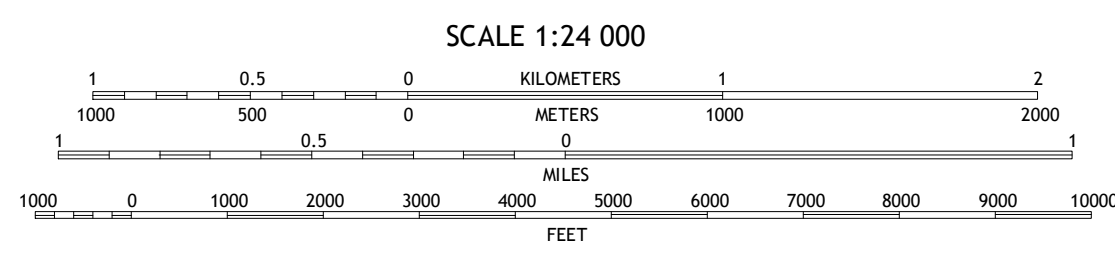 SCALE 1:24 000
1 0.5 0 KILOMETERS 1 2
1000 500 0 METERS 1000 2000
1 0.5 0 1
MILES
1000 0 1000 2000 3000 4000 5000 6000 7000 8000 9000 10000
FEET